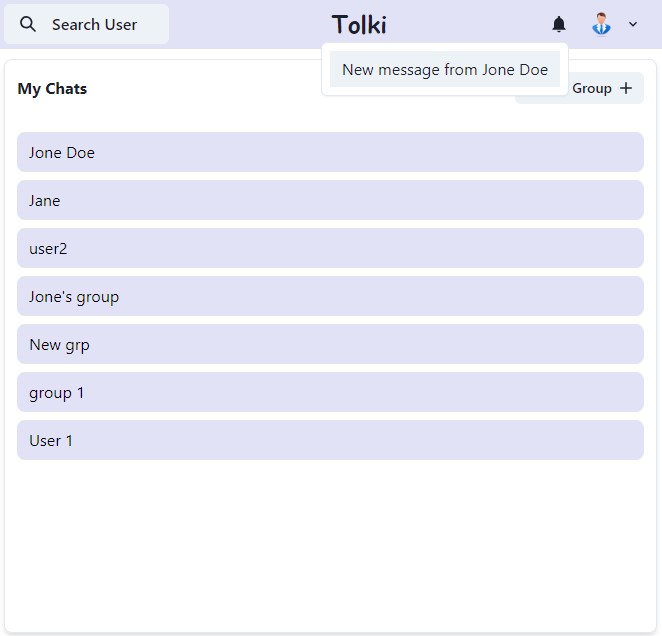 Search User
Tolki
New message from Jone Doe
My Chats
Group +
Jone Doe
Jane
user2
Jone's group
New grp
group 1
User 1